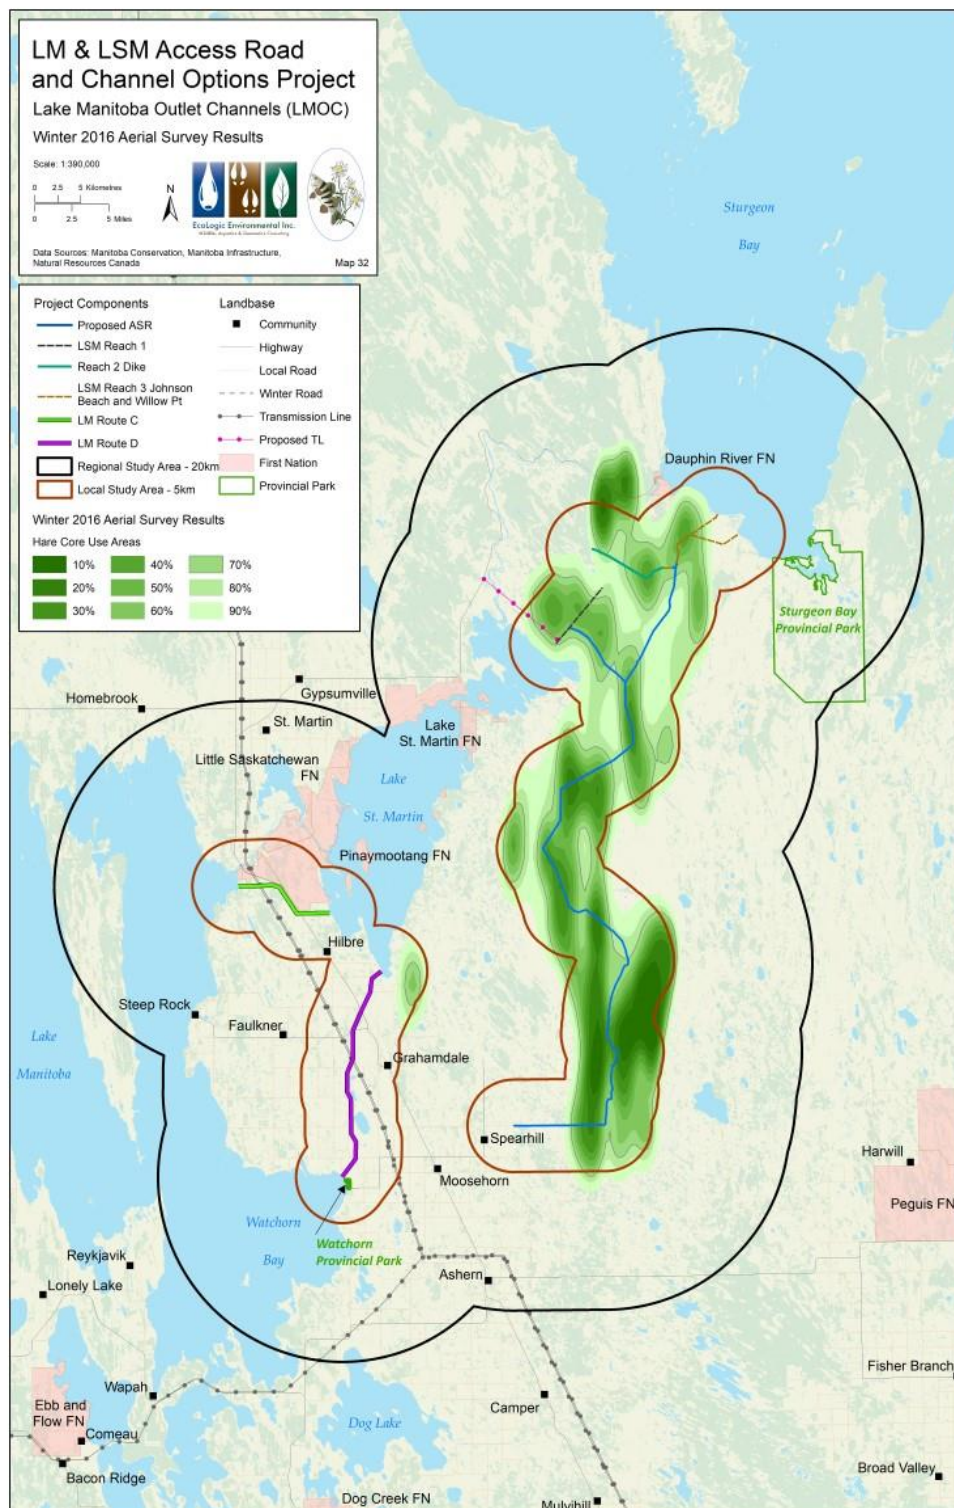 LM & LSM Access Road
and Channel Options Project
Lake Manitoba Outlet Channels (LMOC)
Winter 2016 Aerial Survey Results
Scale: 1:390,000
0 2.5 5 Kilometres
0 2.5 5 Miles
N
EcoLogic Environmental Inc.
Data Sources: Manitoba Conservation, Manitoba Infrastructure,
Natural Resources Canada
Map 32
Project Components
Proposed ASR
LSM Reach 1
Reach 2 Dike
LSM Reach 3 Johnson
Beach and Willow Pt
LM Route C
LM Route D
Regional Study Area - 20km
Local Study Area - 5km
Landbase
Community
Highway
Local Road
Winter Road
Transmission Line
Proposed TL
First Nation
Provincial Park
Winter 2016 Aerial Survey Results
Hare Core Use Areas
10% 40% 70%
20% 50% 80%
30% 60% 90%
Sturgeon
Bay
Dauphin River FN
Sturgeon Bay
Provincial Park
Gypsumville
Homebrook
St. Martin
Lake
St. Martin FN
Little Saskatchewan
FN
Lake
St. Martin
Pinaymootang FN
Hilbre
Steep Rock
Faulkner
Lake
Manitoba
Grahamdale
Spearhill
Moosehorn
Harwill
Peguis FN
Watchorn
Bay
Watchorn
Provincial Park
Reykjavik
Lonely Lake
Ashern
Fisher Branch
Wapah
Ebb and
Flow FN
Comeau
Bacon Ridge
Dog Lake
Camper
Broad Valley
Dog Creek FN
Mulvihill